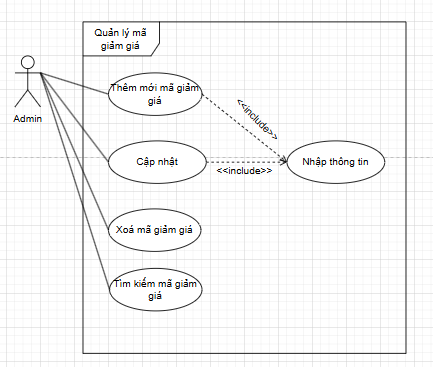 Quản lý mã
giảm giá
Admin
Thêm mới mã giảm
giá
<<include>>
Cập nhật
<<include>>
Nhập thông tin
Xoá mã giảm giá
Tìm kiếm mã giảm
giá